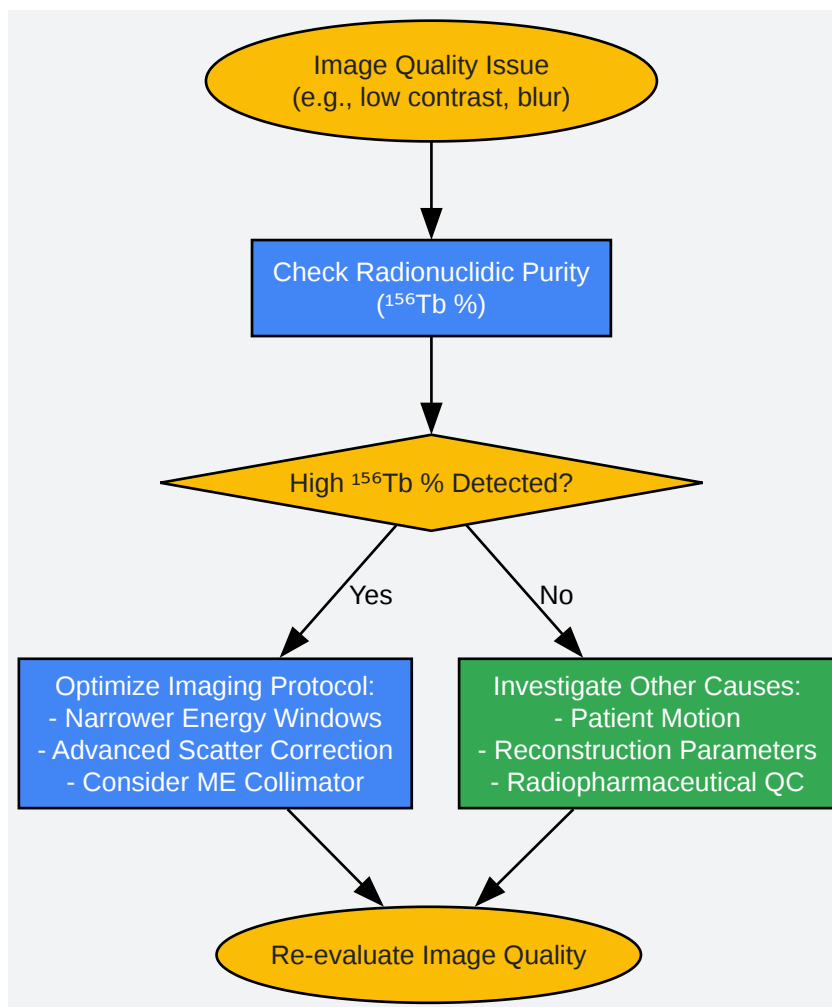 Image Quality Issue
(e.g., low contrast, blur)
Check Radionuclidic Purity
(¹⁵⁶Tb %)
High ¹⁵⁶Tb % Detected?
Yes
No
Optimize Imaging Protocol:
- Narrower Energy Windows
- Advanced Scatter Correction
- Consider ME Collimator
Investigate Other Causes:
- Patient Motion
- Reconstruction Parameters
- Radiopharmaceutical QC
Re-evaluate Image Quality